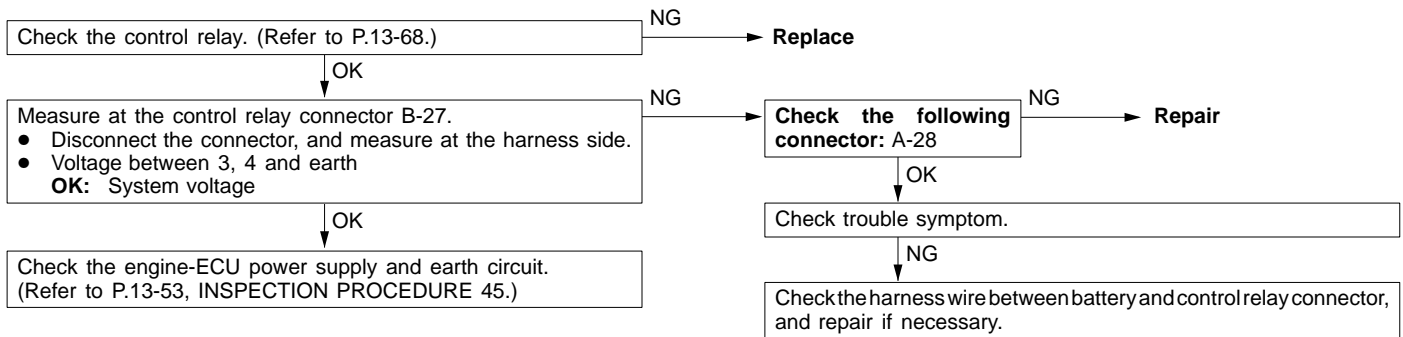 Check the control relay. (Refer to P.13-68.)
NG
Replace
OK
Measure at the control relay connector B-27.
● Disconnect the connector, and measure at the harness side.
● Voltage between 3, 4 and earth
OK: System voltage
NG
Check the following
connector: A-28
NG
Repair
OK
Check trouble symptom.
NG
Check the harness wire between battery and control relay connector,
and repair if necessary.
OK
Check the engine-ECU power supply and earth circuit.
(Refer to P.13-53, INSPECTION PROCEDURE 45.)